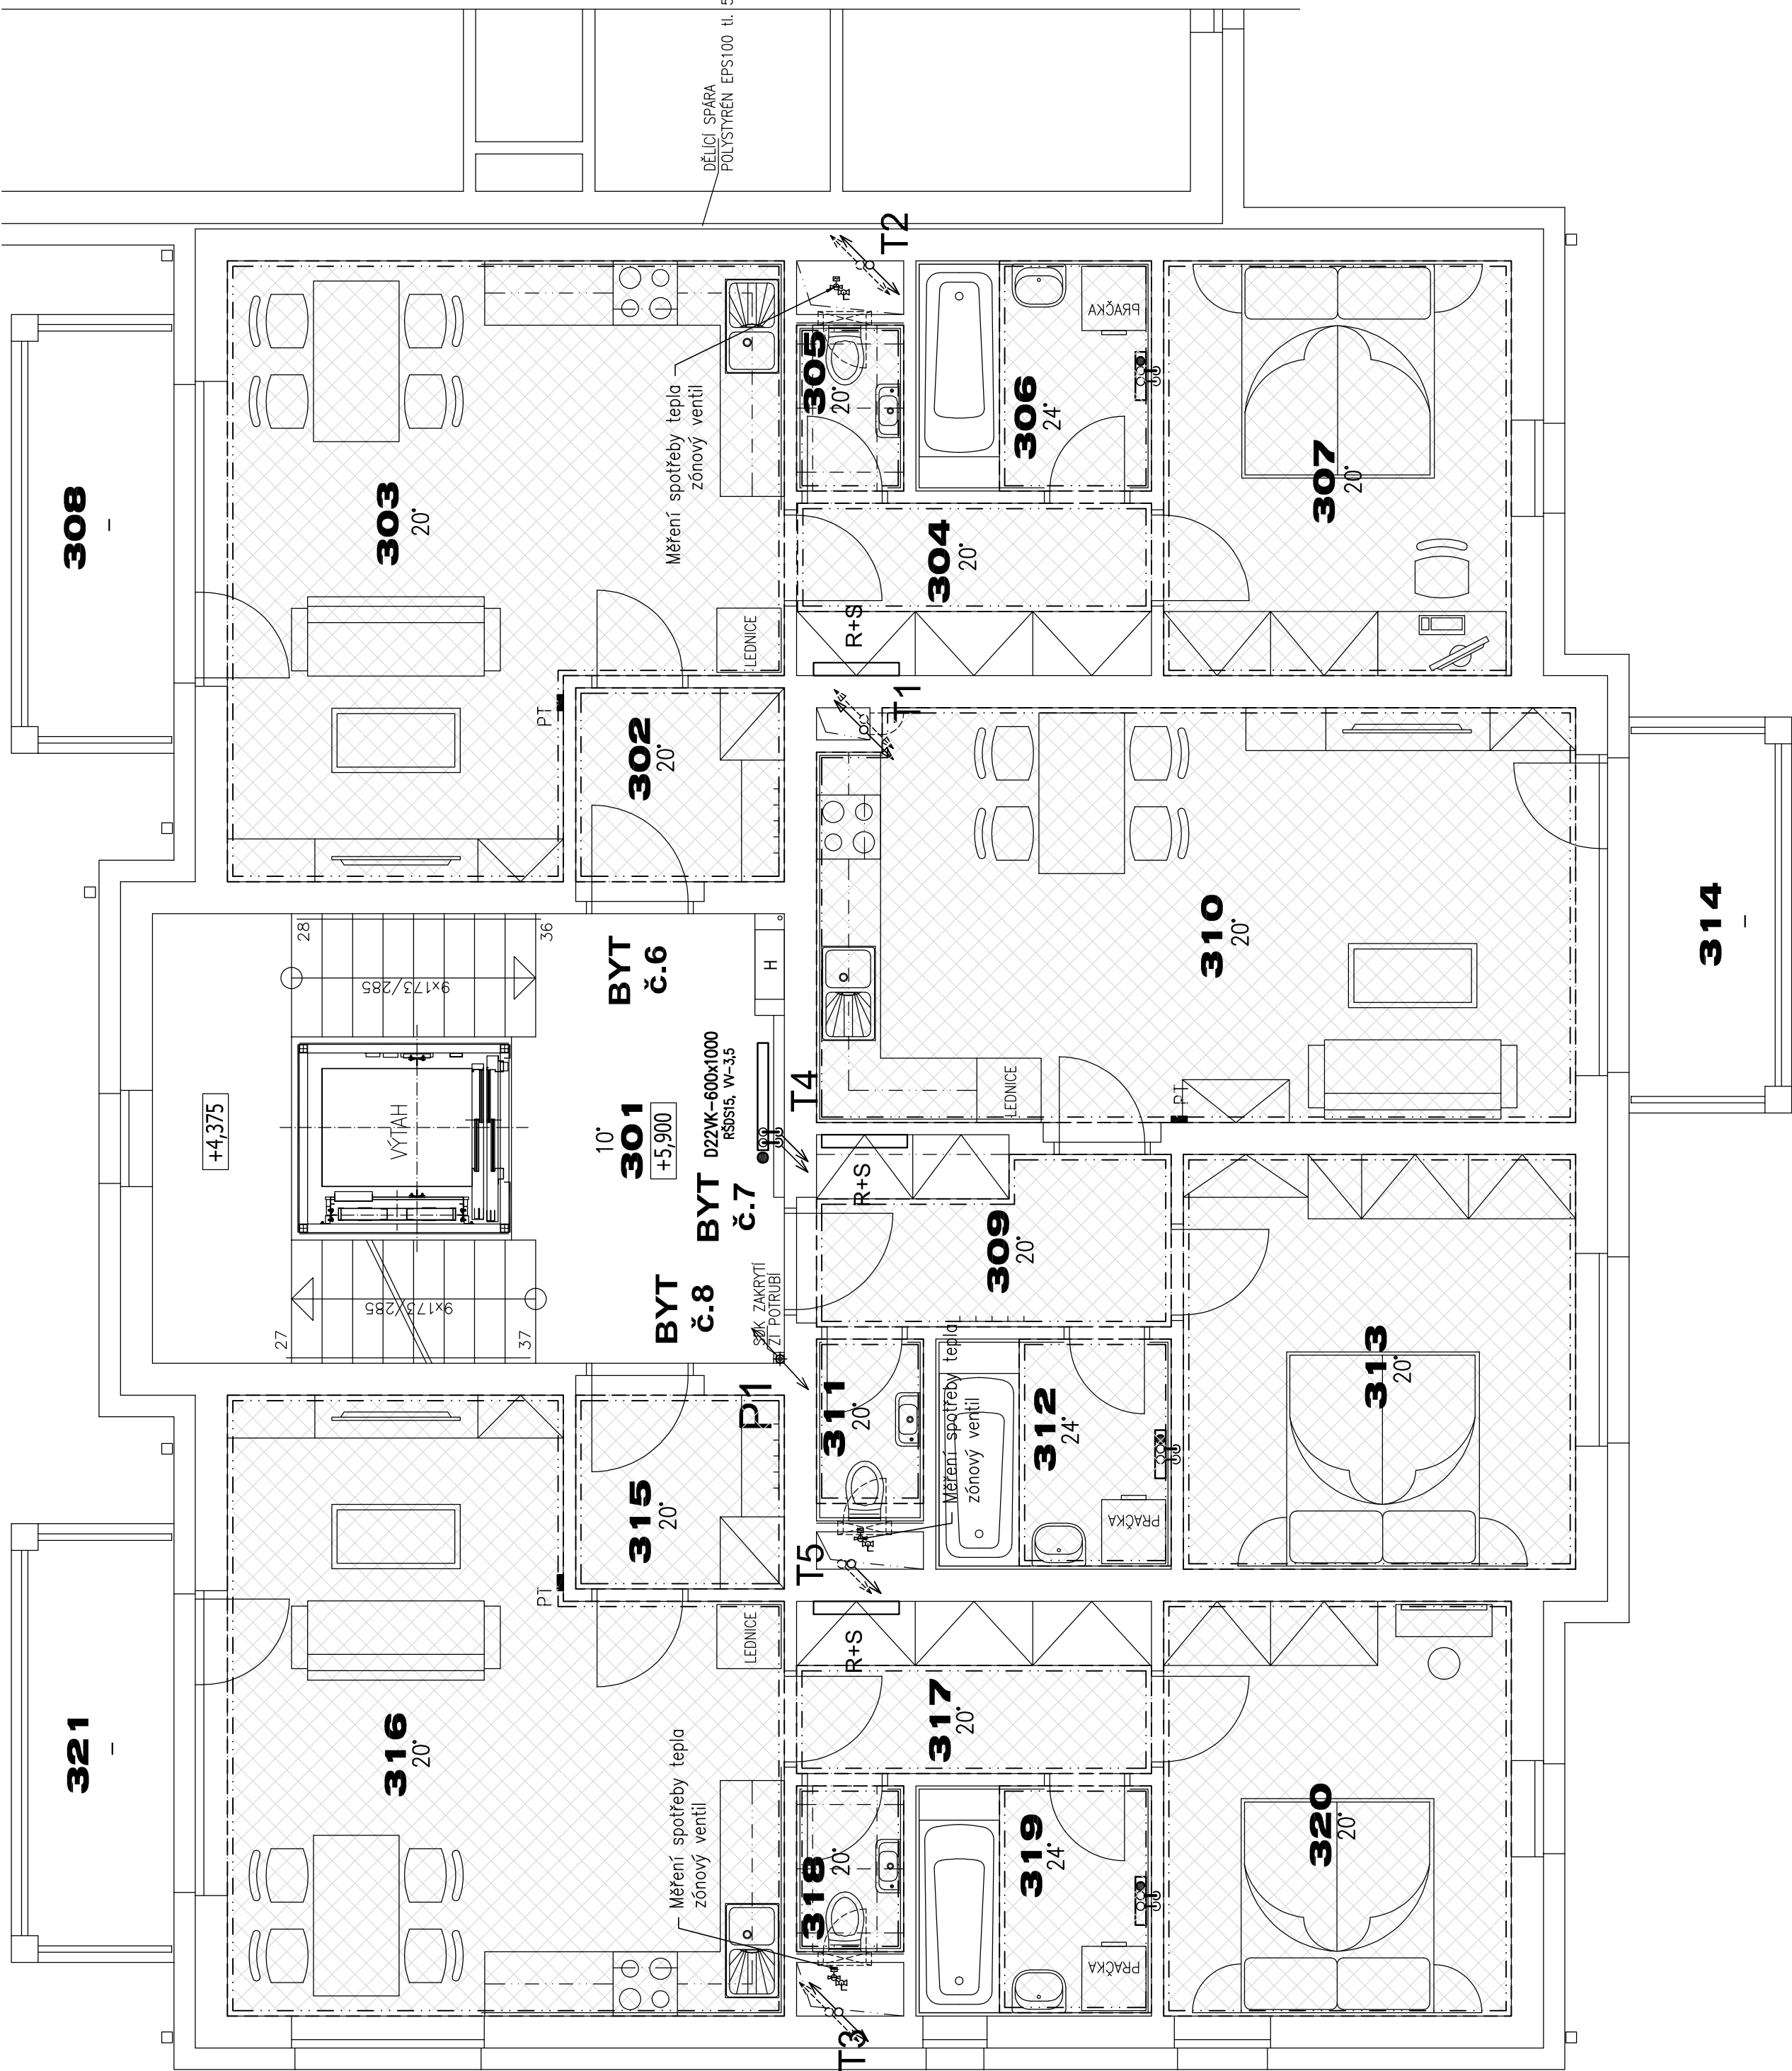 DĚLÍCÍ SPÁRA
POLYSTYRÉN EPS100 tl.
308
–
303
20°
Měření spotřeby tepla
zónový ventil
LEDNICE
PT
302
20°
T2
305
20°
306
24°
PRAČKA
307
20°
304
20°
R+S
T1
310
20°
LEDNICE
PT
314
–
T4
28
36
9x173/285
BYT
č.6
H
+4,375
VÝTAH
10°
301
+5,900
D22VK–600x1000
RŠDS15, W–3,5
BYT
č.7
BYT
č.8
27
37
9x173/285
ZAKRYTÍ
ZI POTRUBÍ
P1
R+S
309
20°
311
20°
312
24°
PRAČKA
Měření spotřeby tepla
zónový ventil
313
20°
T5
315
20°
PT
LEDNICE
321
–
316
20°
Měření spotřeby tepla
zónový ventil
R+S
317
20°
318
20°
319
24°
PRAČKA
320
20°
T3